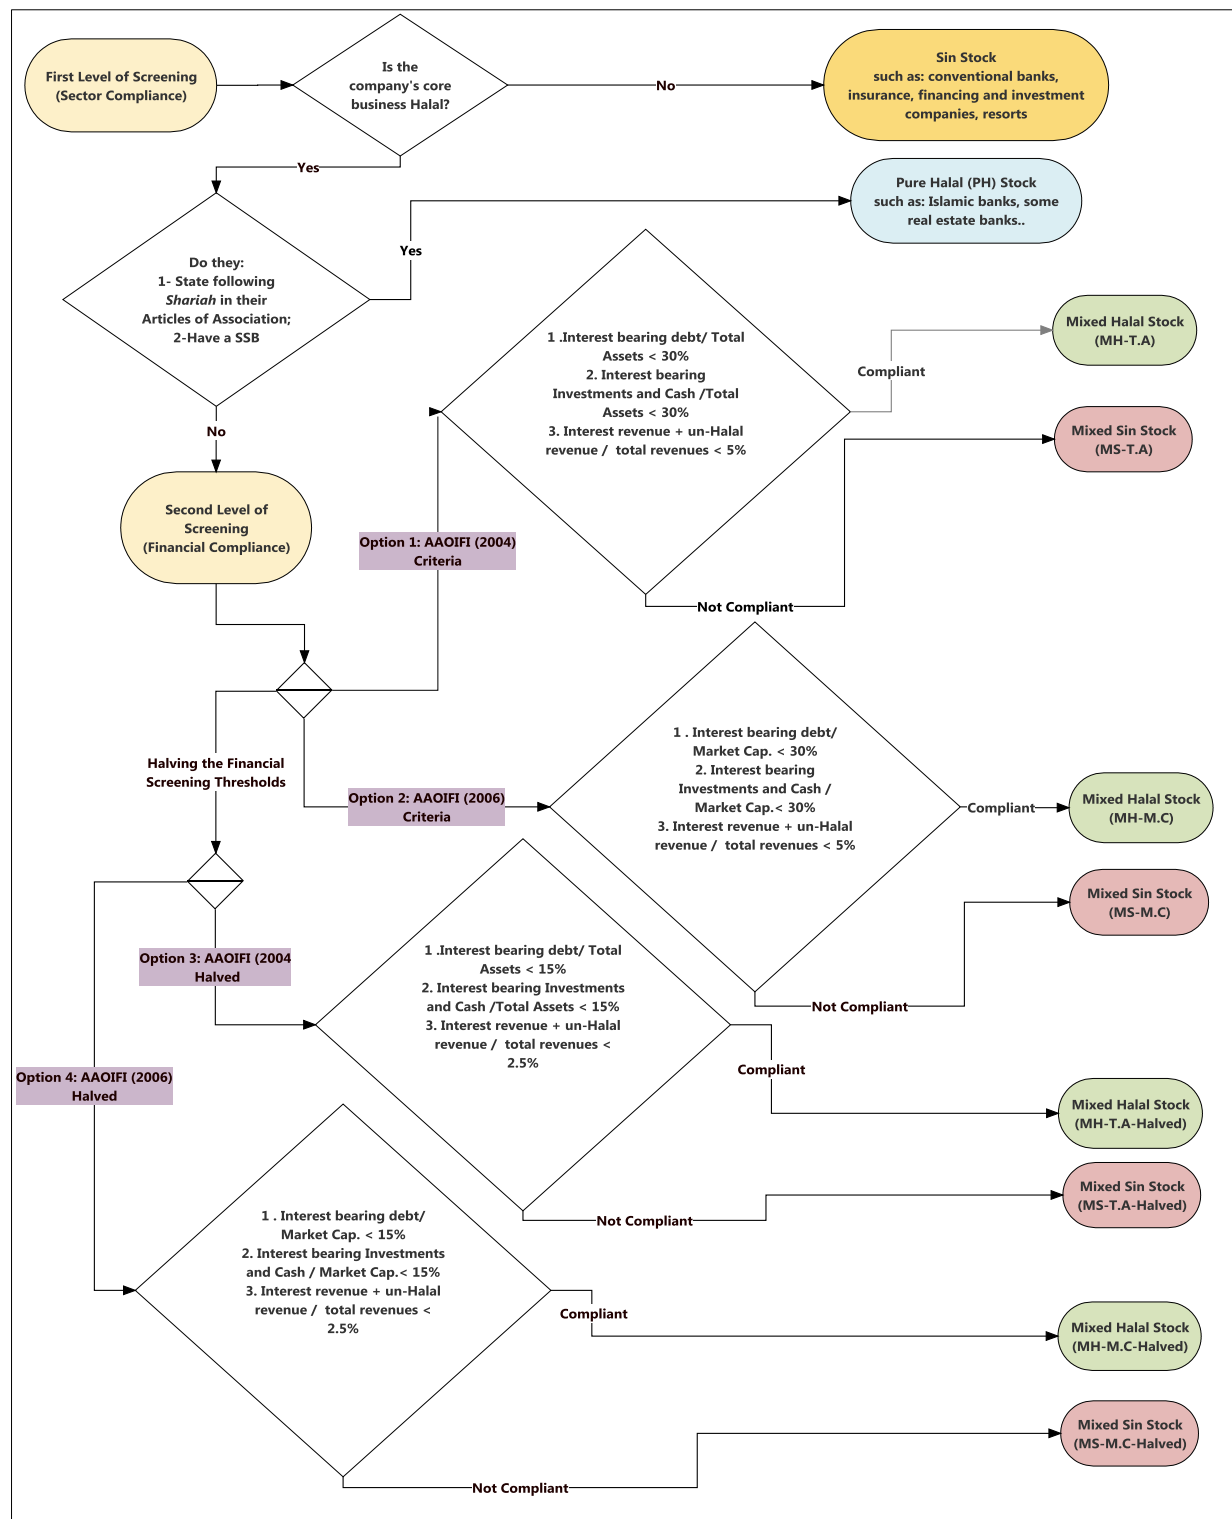 First Level of Screening
(Sector Compliance)
Is the
company's core
business Halal?
No
Sin Stock
such as: conventional banks,
insurance, financing and investment
companies, resorts
Yes
Pure Halal (PH) Stock
such as: Islamic banks, some
real estate banks..
Yes
Do they:
1- State following
Shariah in their
Articles of Association;
2-Have a SSB
No
Second Level of
Screening
(Financial Compliance)
Option 1: AAOIFI (2004)
Criteria
1 .Interest bearing debt/ Total
Assets < 30%
2. Interest bearing
Investments and Cash /Total
Assets < 30%
3. Interest revenue + un-Halal
revenue /  total revenues < 5%
Compliant
Mixed Halal Stock
(MH-T.A)
Mixed Sin Stock
(MS-T.A)
Not Compliant
Halving the Financial
Screening Thresholds
Option 2: AAOIFI (2006)
Criteria
1 . Interest bearing debt/
Market Cap. < 30%
2. Interest bearing
Investments and Cash /
Market Cap.< 30%
3. Interest revenue + un-Halal
revenue /  total revenues < 5%
Compliant
Mixed Halal Stock
(MH-M.C)
Mixed Sin Stock
(MS-M.C)
Not Compliant
Option 3: AAOIFI (2004
Halved
1 .Interest bearing debt/ Total
Assets < 15%
2. Interest bearing Investments
and Cash /Total Assets < 15%
3. Interest revenue + un-Halal
revenue /  total revenues <
2.5%
Compliant
Mixed Halal Stock
(MH-T.A-Halved)
Mixed Sin Stock
(MS-T.A-Halved)
Not Compliant
Option 4: AAOIFI (2006)
Halved
1 . Interest bearing debt/
Market Cap. < 15%
2. Interest bearing Investments
and Cash / Market Cap.< 15%
3. Interest revenue + un-Halal
revenue /  total revenues <
2.5%
Compliant
Mixed Halal Stock
(MH-M.C-Halved)
Mixed Sin Stock
(MS-M.C-Halved)
Not Compliant